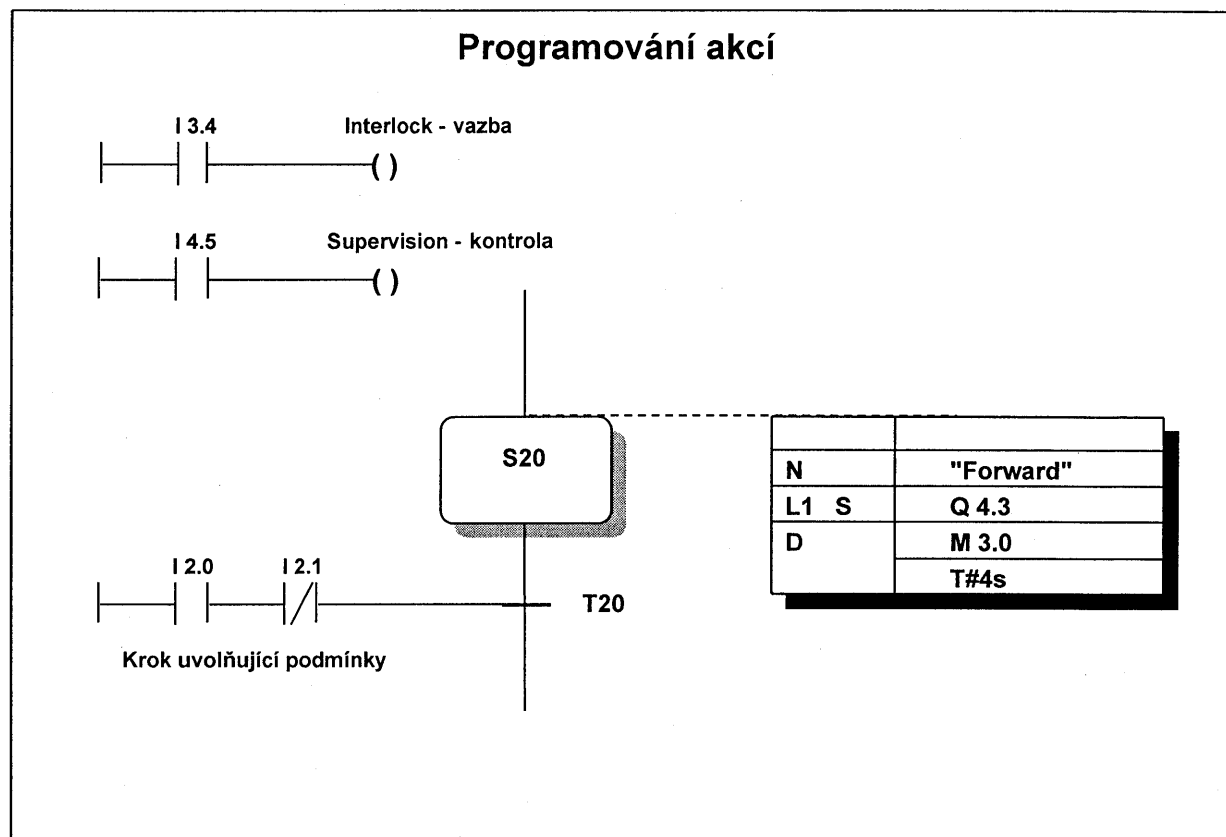 Programování akcí
I 3.4 Interlock - vazba
( )
I 4.5 Supervision - kontrola
( )
S20
N "Forward"
L1 S Q 4.3
D M 3.0
T#4s
I 2.0 I 2.1
T20
Krok uvolňující podmínky